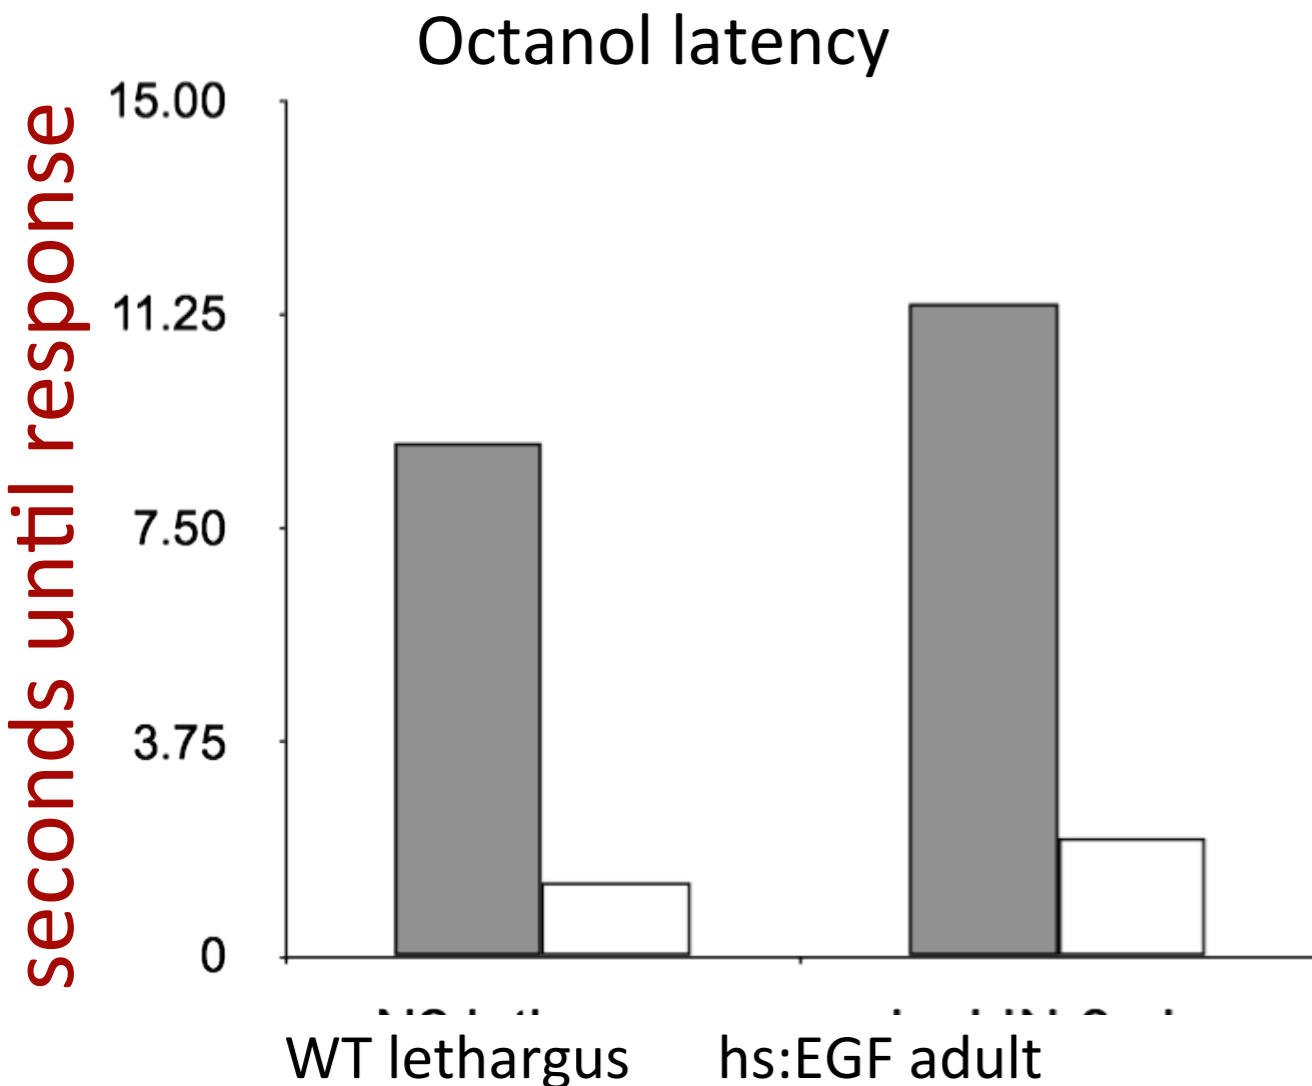 Octanol latency
seconds until response
15.00
11.25
7.50
3.75
0
WT lethargus
hs:EGF adult